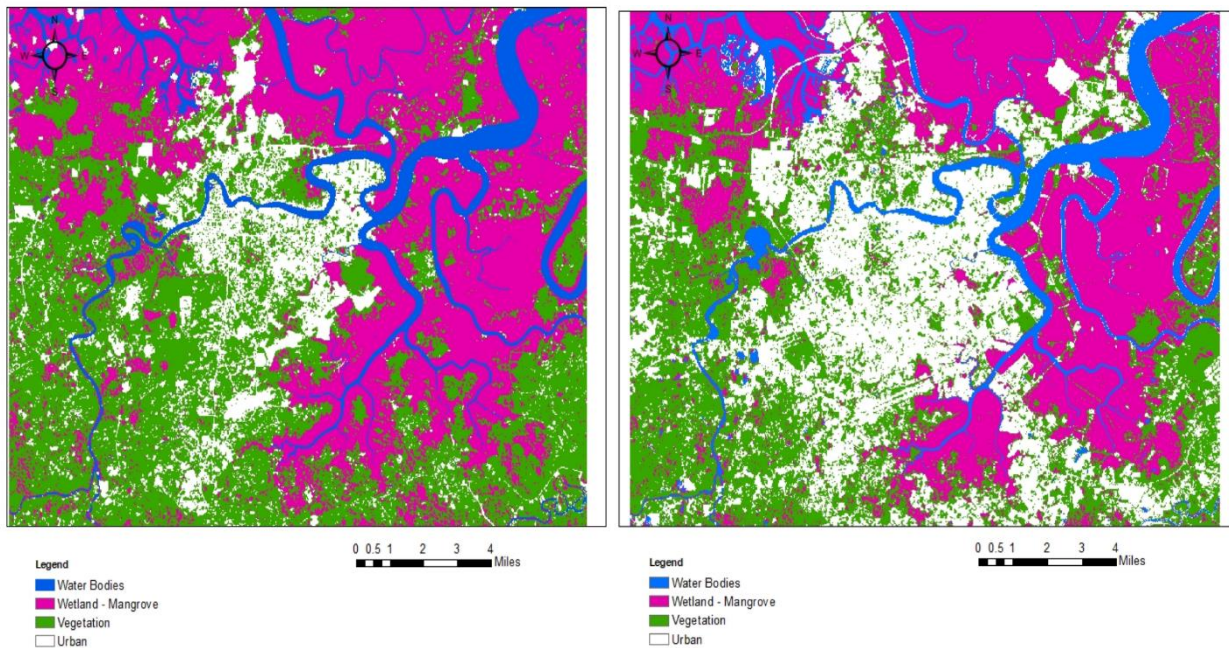 N
W E
S
N
W E
S
0 0.5 1 2 3 4
Miles
Legend
Water Bodies
Wetland - Mangrove
Vegetation
Urban
0 0.5 1 2 3 4
Miles
Legend
Water Bodies
Wetland - Mangrove
Vegetation
Urban